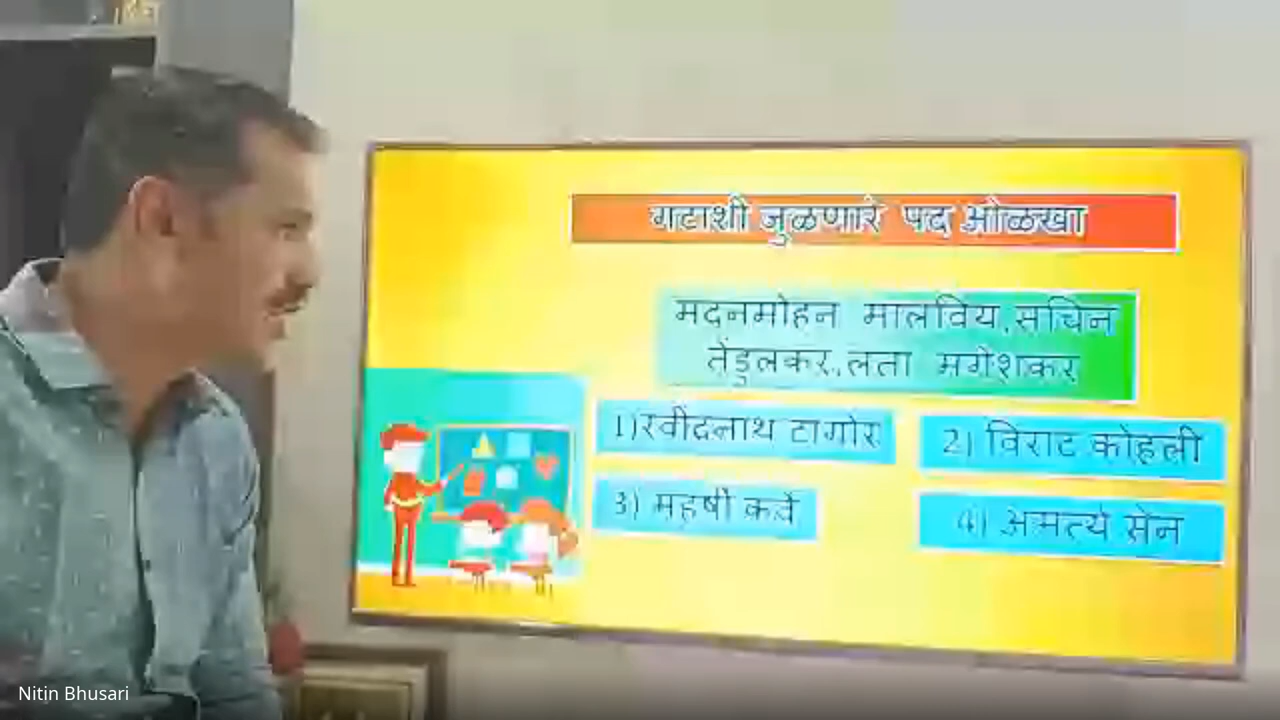 गटाशी जुळणारे पद ओळखा
मदनमोहन मालविय,सचिन
तेंडुलकर,लता मंगेशकर
1)रवींद्रनाथ टागोर
2) विराट कोहली
3) महर्षी कर्वे
4) अमर्त्य सेन
Nitin Bhusari